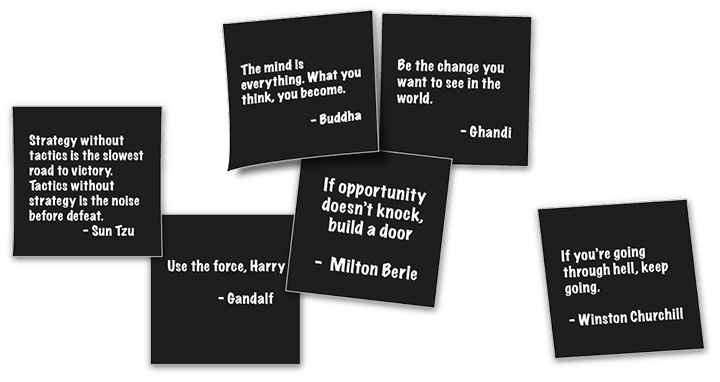 The mind is
everything. What you
think, you become.
- Buddha
Be the change you
want to see in the
world.
- Ghandi
Strategy without
tactics is the slowest
road to victory.
Tactics without
strategy is the noise
before defeat.
- Sun Tzu
If opportunity
doesn't knock,
build a door
- Milton Berle
Use the force, Harry
- Gandalf
If you're going
through hell, keep
going.
- Winston Churchill